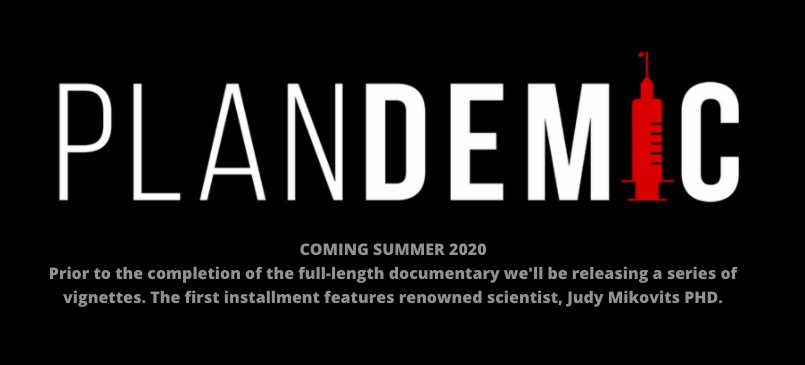 PLANDEMIC
COMING SUMMER 2020
Prior to the completion of the full-length documentary we'll be releasing a series of
vignettes. The first installment features renowned scientist, Judy Mikovits PHD.